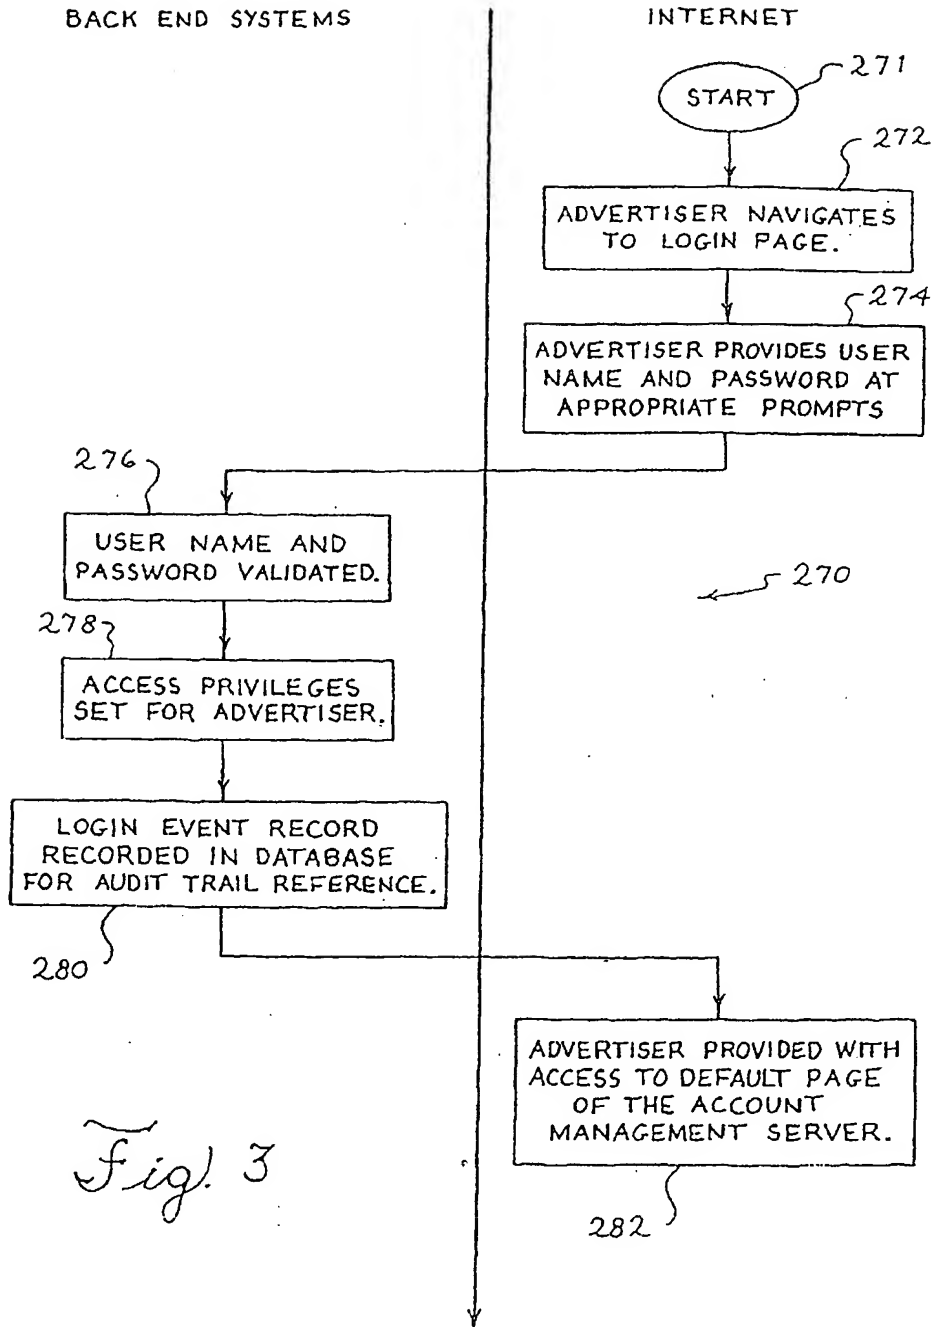 BACK END SYSTEMS
INTERNET
START
271
272
ADVERTISER NAVIGATES
TO LOGIN PAGE.
274
ADVERTISER PROVIDES USER
NAME AND PASSWORD AT
APPROPRIATE PROMPTS
276
USER NAME AND
PASSWORD VALIDATED.
270
278
ACCESS PRIVILEGES
SET FOR ADVERTISER.
LOGIN EVENT RECORD
RECORDED IN DATABASE
FOR AUDIT TRAIL REFERENCE.
280
ADVERTISER PROVIDED WITH
ACCESS TO DEFAULT PAGE
OF THE ACCOUNT
MANAGEMENT SERVER.
282
Fig. 3